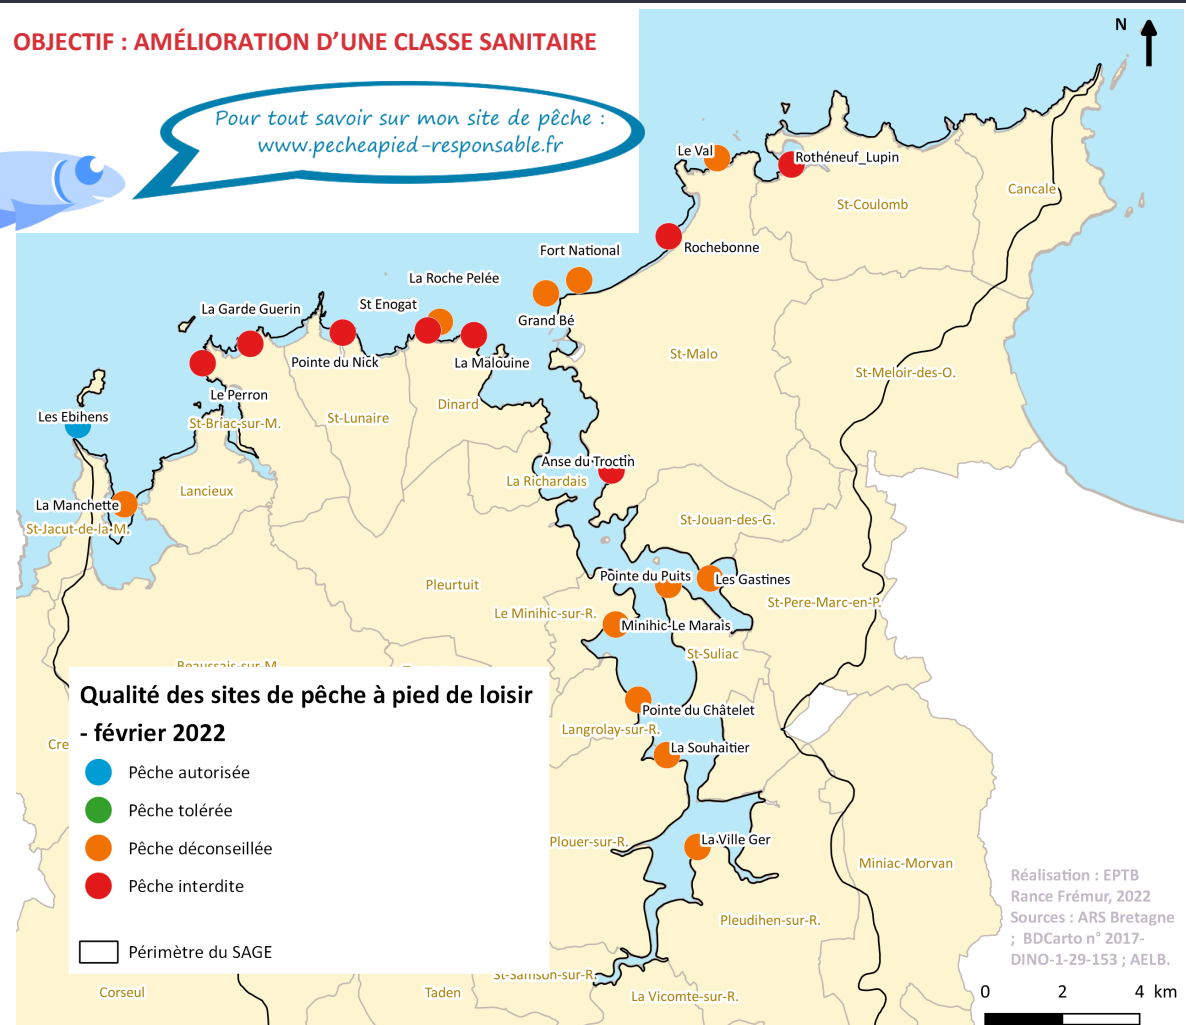 OBJECTIF : AMÉLIORATION D'UNE CLASSE SANITAIRE
N
Pour tout savoir sur mon site de pêche :
www.pecheapied-responsable.fr
Le Val
Rothéneuf_Lupin
Cancale
St-Coulomb
Rochebonne
Fort National
La Roche Pelée
St Enogat
La Garde Guerin
Grand Bé
Pointe du Nick
La Malouine
St-Malo
St-Meloir-des-O.
Le Perron
Les Ebihens
St-Briac-sur-M.
St-Lunaire
Dinard
Anse du Troctin
La Richardais
Lancieux
La Manchette
St-Jacut-de-la-M.
St-Jouan-des-G.
Pleurtuit
Pointe du Puits
Les Gastines
St-Pere-Marc-en-P.
Le Minihic-sur-R.
Minihic-Le Marais
St-Suliac
Beaussais-sur-M.
Pointe du Châtelet
Langrolay-sur-R.
La Souhaitier
Cre
Qualité des sites de pêche à pied de loisir
- février 2022
Pêche autorisée
Pêche tolérée
Pêche déconseillée
Pêche interdite
Périmètre du SAGE
Plouer-sur-R.
La Ville Ger
Miniac-Morvan
Pleudihen-sur-R.
St-Samson-sur-R.
Corseul
Taden
La Vicomte-sur-R.
Réalisation : EPTB
Rance Frémur, 2022
Sources : ARS Bretagne
; BDCarto n° 2017-
DINO-1-29-153 ; AELB.
0 2 4 km